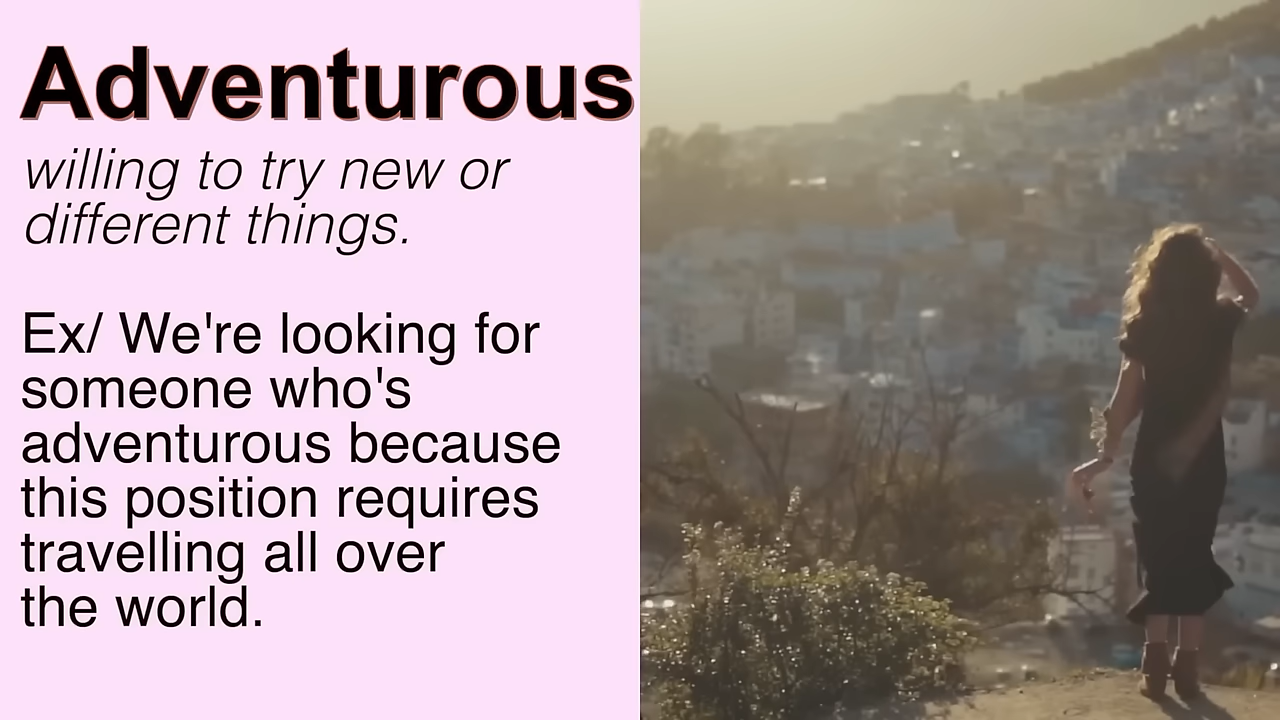 Adventurous
willing to try new or
different things.
Ex/ We're looking for
someone who's
adventurous because
this position requires
travelling all over
the world.